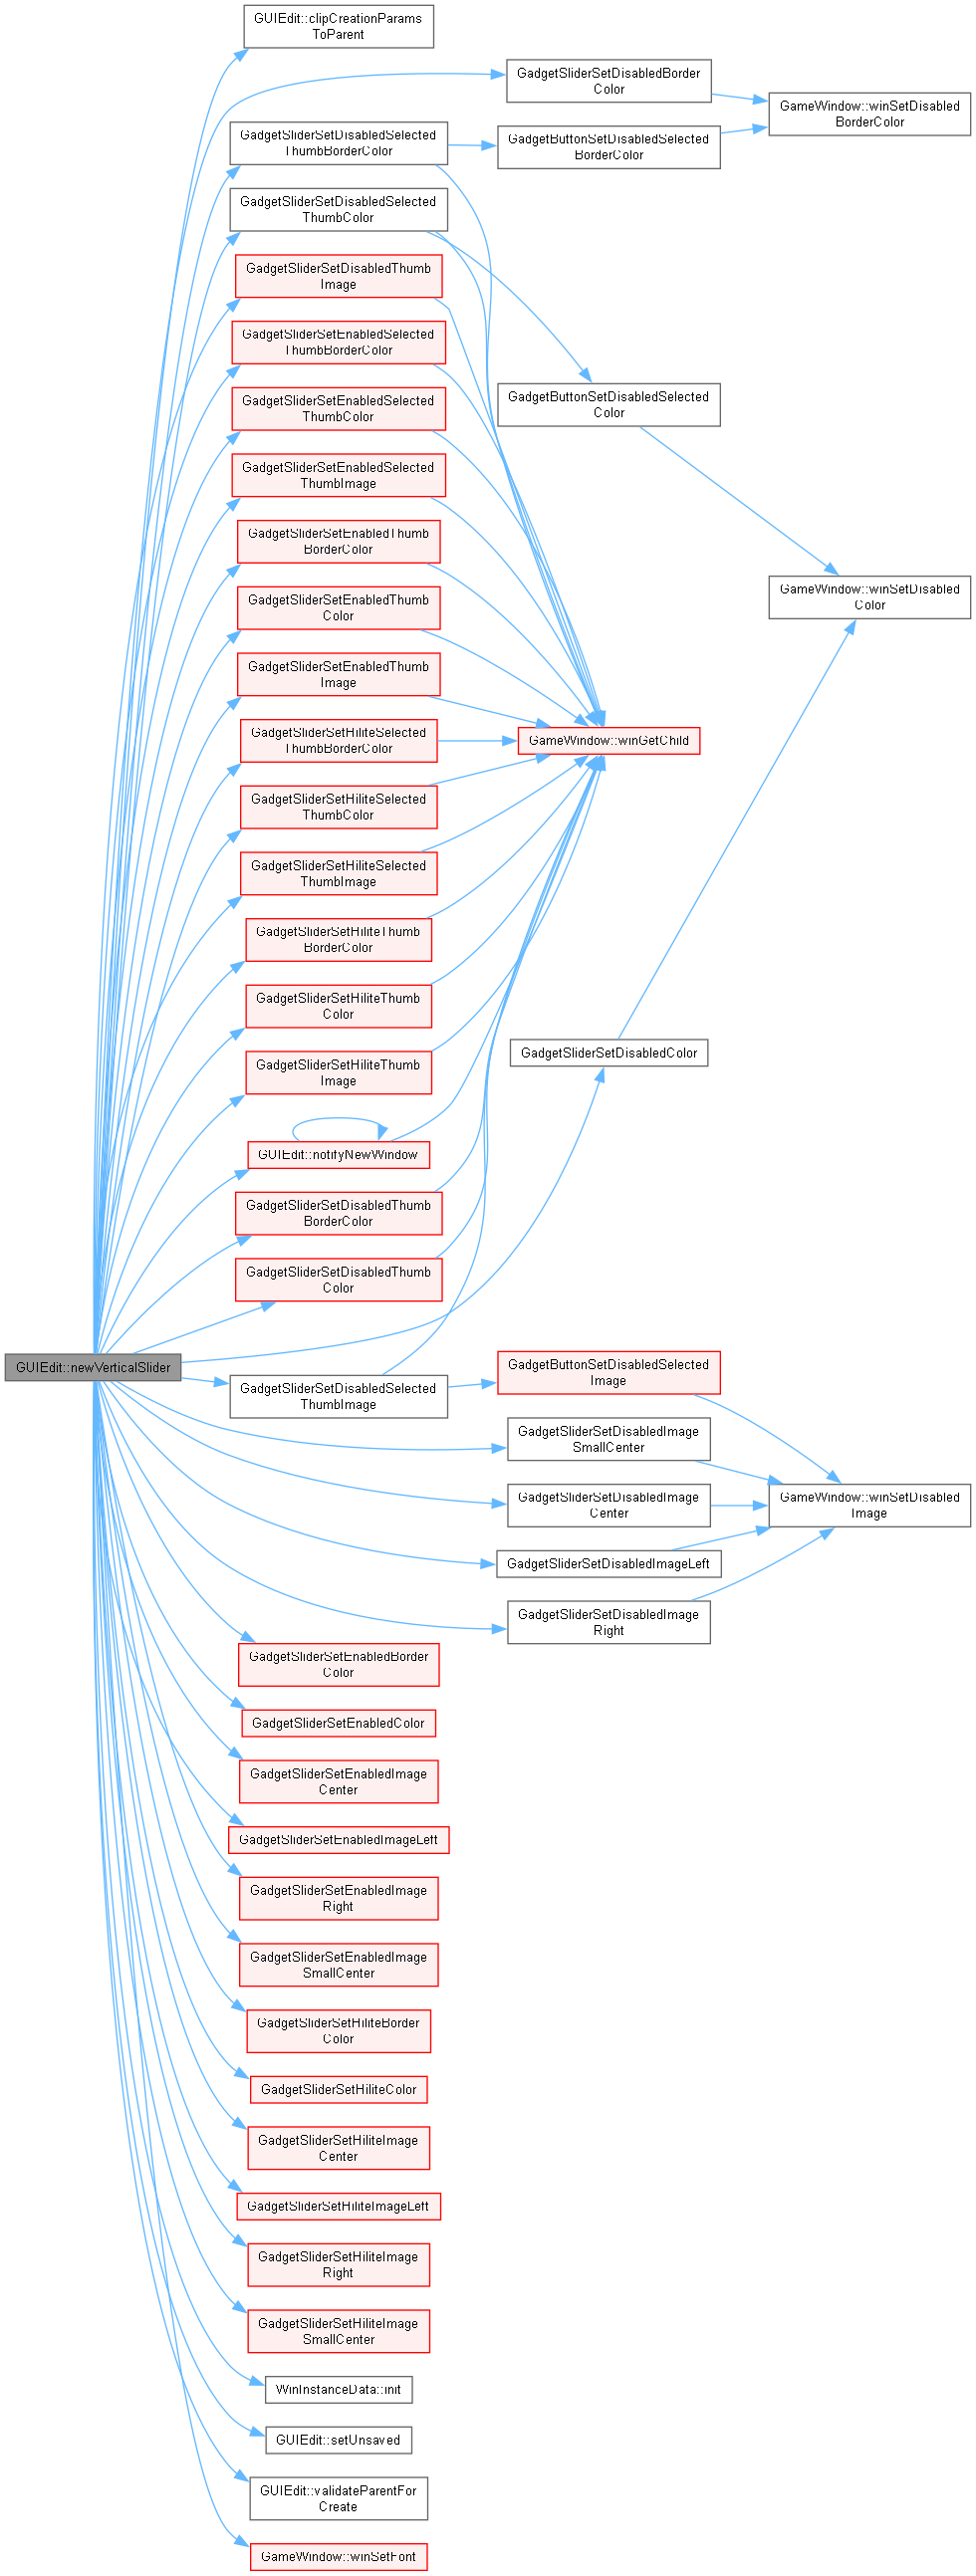 GUIEdit::clipCreationParams
ToParent
GadgetSliderSetDisabledBorder
Color
GameWindow::winSetDisabled
BorderColor
GadgetSliderSetDisabledSelected
ThumbBorderColor
GadgetButtonSetDisabledSelected
BorderColor
GadgetSliderSetDisabledSelected
ThumbColor
GadgetSliderSetDisabledThumb
Image
GadgetSliderSetEnabledSelected
ThumbBorderColor
GadgetSliderSetEnabledSelected
ThumbColor
GadgetButtonSetDisabledSelected
Color
GadgetSliderSetEnabledSelected
ThumbImage
GadgetSliderSetEnabledThumb
BorderColor
GadgetSliderSetEnabledThumb
Color
GameWindow::winSetDisabled
Color
GadgetSliderSetEnabledThumb
Image
GadgetSliderSetHiliteSelected
ThumbBorderColor
GameWindow::winGetChild
GadgetSliderSetHiliteSelected
ThumbColor
GadgetSliderSetHiliteSelected
ThumbImage
GadgetSliderSetHiliteThumb
BorderColor
GadgetSliderSetHiliteThumb
Color
GadgetSliderSetDisabledColor
GadgetSliderSetHiliteThumb
Image
GUIEdit::notifyNewWindow
GadgetSliderSetDisabledThumb
BorderColor
GadgetSliderSetDisabledThumb
Color
GUIEdit::newVerticalSlider
GadgetSliderSetDisabledSelected
ThumbImage
GadgetButtonSetDisabledSelected
Image
GadgetSliderSetDisabledImage
SmallCenter
GadgetSliderSetDisabledImage
Center
GameWindow::winSetDisabled
Image
GadgetSliderSetDisabledImageLeft
GadgetSliderSetDisabledImage
Right
GadgetSliderSetEnabledBorder
Color
GadgetSliderSetEnabledColor
GadgetSliderSetEnabledImage
Center
GadgetSliderSetEnabledImageLeft
GadgetSliderSetEnabledImage
Right
GadgetSliderSetEnabledImage
SmallCenter
GadgetSliderSetHiliteBorder
Color
GadgetSliderSetHiliteColor
GadgetSliderSetHiliteImage
Center
GadgetSliderSetHiliteImageLeft
GadgetSliderSetHiliteImage
Right
GadgetSliderSetHiliteImage
SmallCenter
WinInstanceData::init
GUIEdit::setUnsaved
GUIEdit::validateParentFor
Create
GameWindow::winSetFont